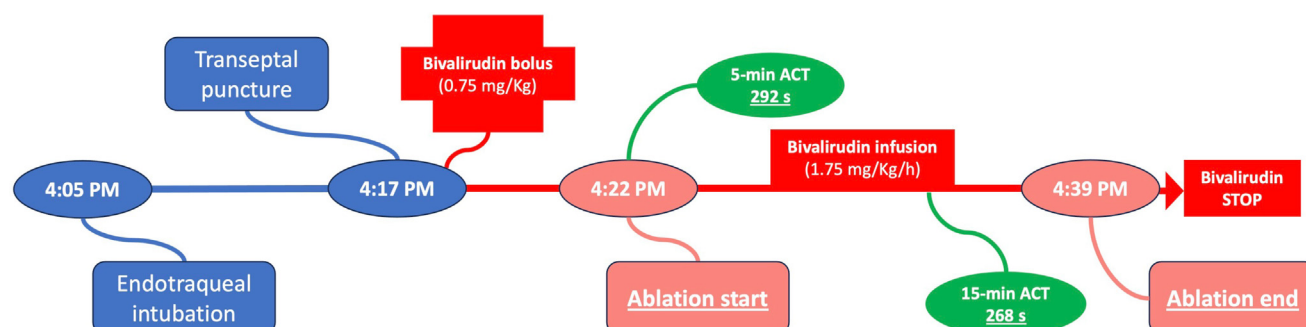 Transeptal
puncture
Bivalirudin bolus
(0.75 mg/Kg)
5-min ACT
292 s
Bivalirudin infusion
(1.75 mg/Kg/h)
4:05 PM
4:17 PM
4:22 PM
4:39 PM
Bivalirudin
STOP
Endotraqueal
intubation
Ablation start
15-min ACT
268 s
Ablation end